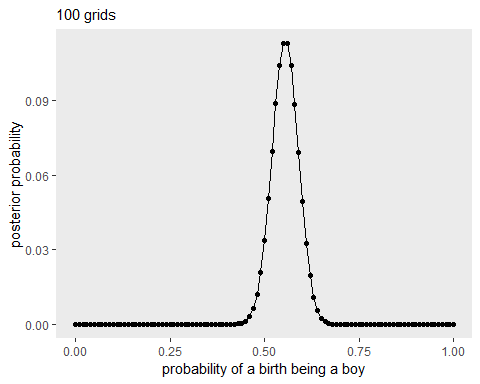 100 grids
posterior probability
0.09
0.06
0.03
0.00
0.00 0.25 0.50 0.75 1.00
probability of a birth being a boy